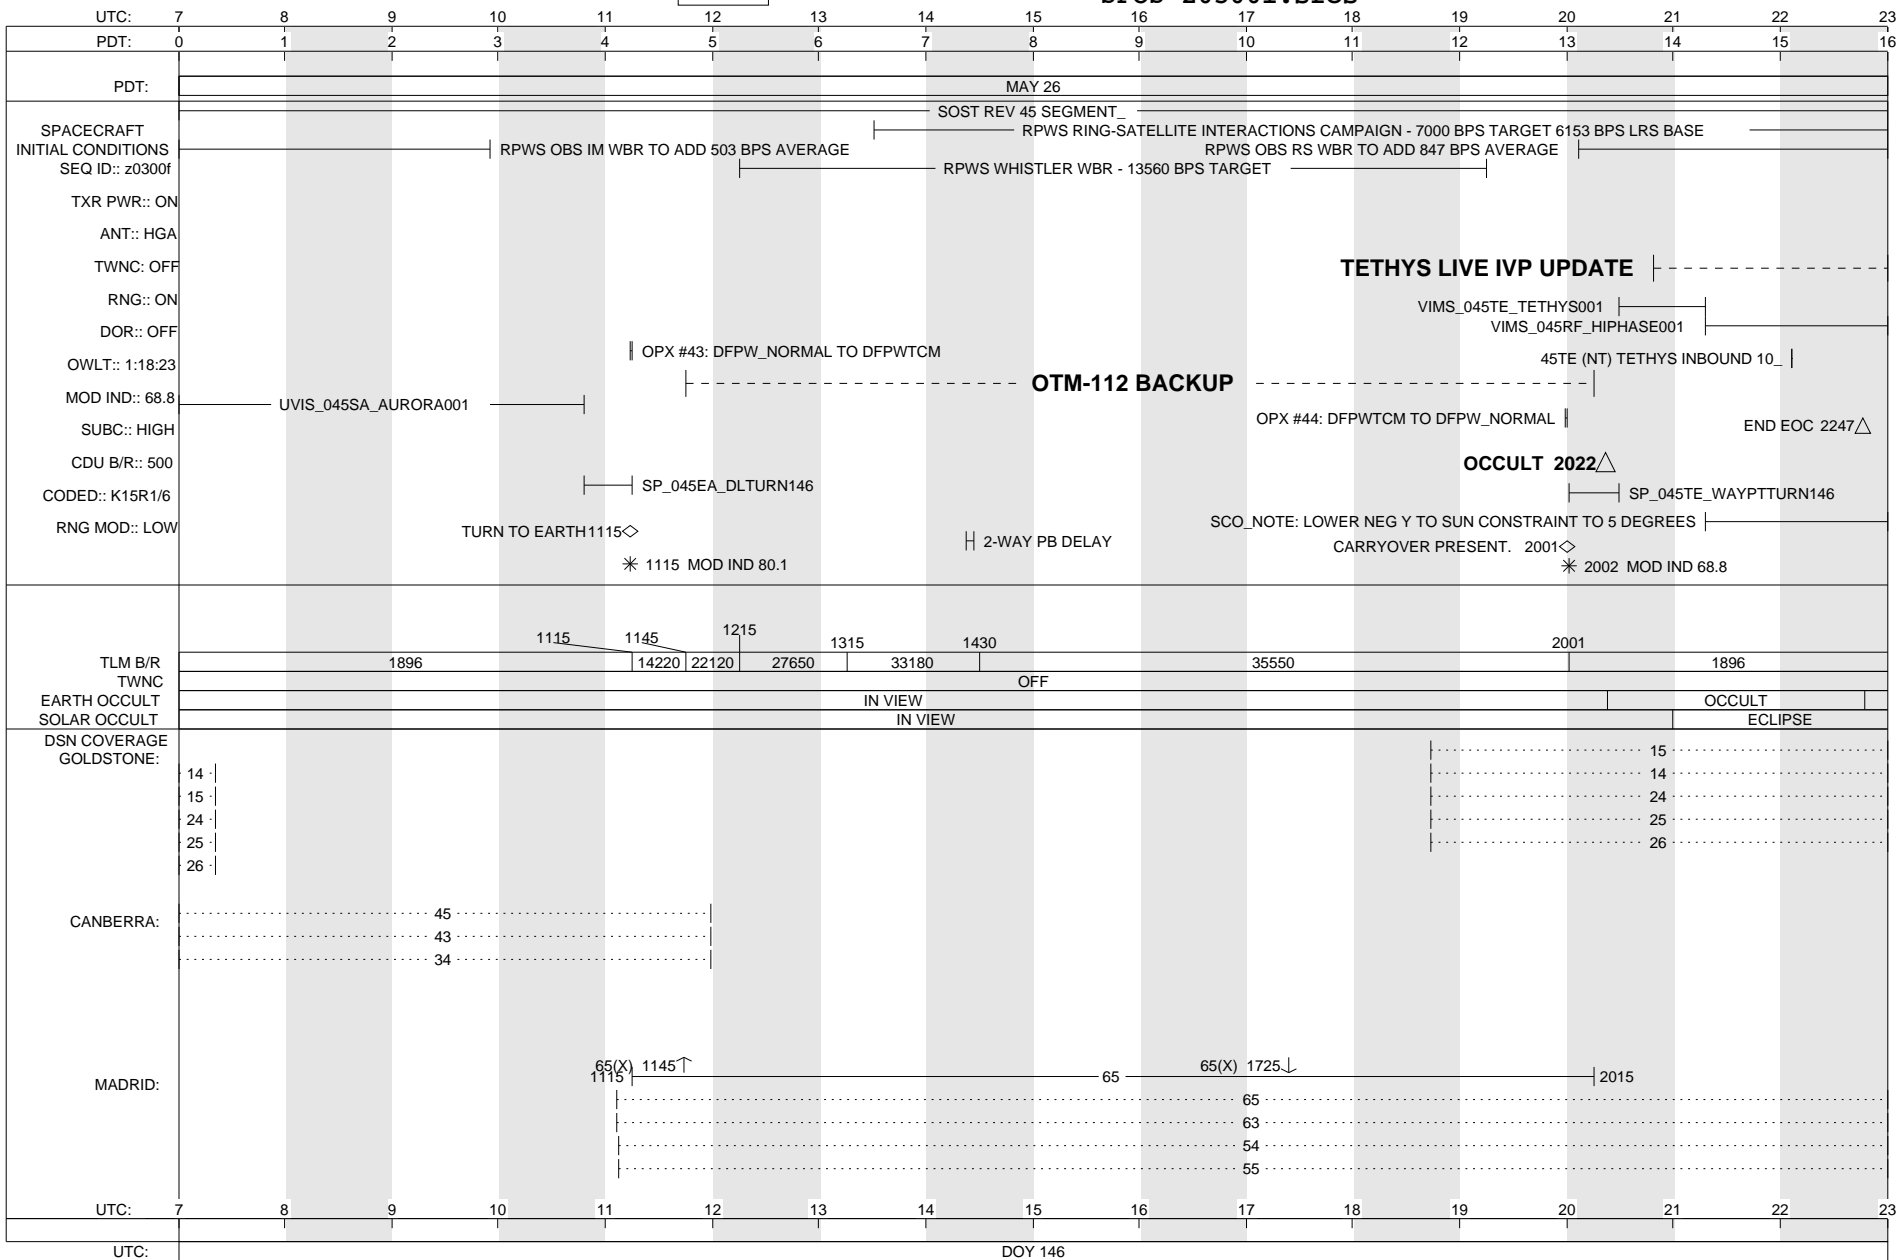 UTC: 7 8 9 10 11 12 13 14 15 16 17 18 19 20 21 22 23
PDT: 0 1 2 3 4 5 6 7 8 9 10 11 12 13 14 15 16
PDT: MAY 26
SOST REV 45 SEGMENT_
SPACECRAFT
RPWS RING-SATELLITE INTERACTIONS CAMPAIGN - 7000 BPS TARGET 6153 BPS LRS BASE
INITIAL CONDITIONS
RPWS OBS IM WBR TO ADD 503 BPS AVERAGE
RPWS OBS RS WBR TO ADD 847 BPS AVERAGE
SEQ ID:: z0300f
RPWS WHISTLER WBR - 13560 BPS TARGET
TXR PWR:: ON
ANT:: HGA
TWNC: OFF
TETHYS LIVE IVP UPDATE
RNG:: ON
VIMS_045TE_TETHYS001
DOR:: OFF
VIMS_045RF_HIPHASE001
OPX #43: DFPW_NORMAL TO DFPWTCM
OWLT:: 1:18:23
45TE (NT) TETHYS INBOUND 10_
OTM-112 BACKUP
MOD IND:: 68.8
UVIS_045SA_AURORA001
OPX #44: DFPWTCM TO DFPW_NORMAL
SUBC:: HIGH
END EOC 2247
CDU B/R:: 500
OCCULT 2022
SP_045EA_DLTURN146
CODED:: K15R1/6
SP_045TE_WAYPTTURN146
RNG MOD:: LOW
SCO_NOTE: LOWER NEG Y TO SUN CONSTRAINT TO 5 DEGREES
TURN TO EARTH 1115
2-WAY PB DELAY
CARRYOVER PRESENT. 2001
1115 MOD IND 80.1
2002 MOD IND 68.8
1115 1145 1215 1315 1430 2001
TLM B/R 1896 14220 22120 27650 33180 35550 1896
TWNC OFF
EARTH OCCULT IN VIEW OCCULT
SOLAR OCCULT IN VIEW ECLIPSE
DSN COVERAGE
GOLDSTONE:
15
14 14
15 24
24 25
25 26
26
CANBERRA:
45
43
34
MADRID:
65(X) 1145 65(X) 1725
1115 65 2015
65
63
54
55
UTC: 7 8 9 10 11 12 13 14 15 16 17 18 19 20 21 22 23
UTC: DOY 146